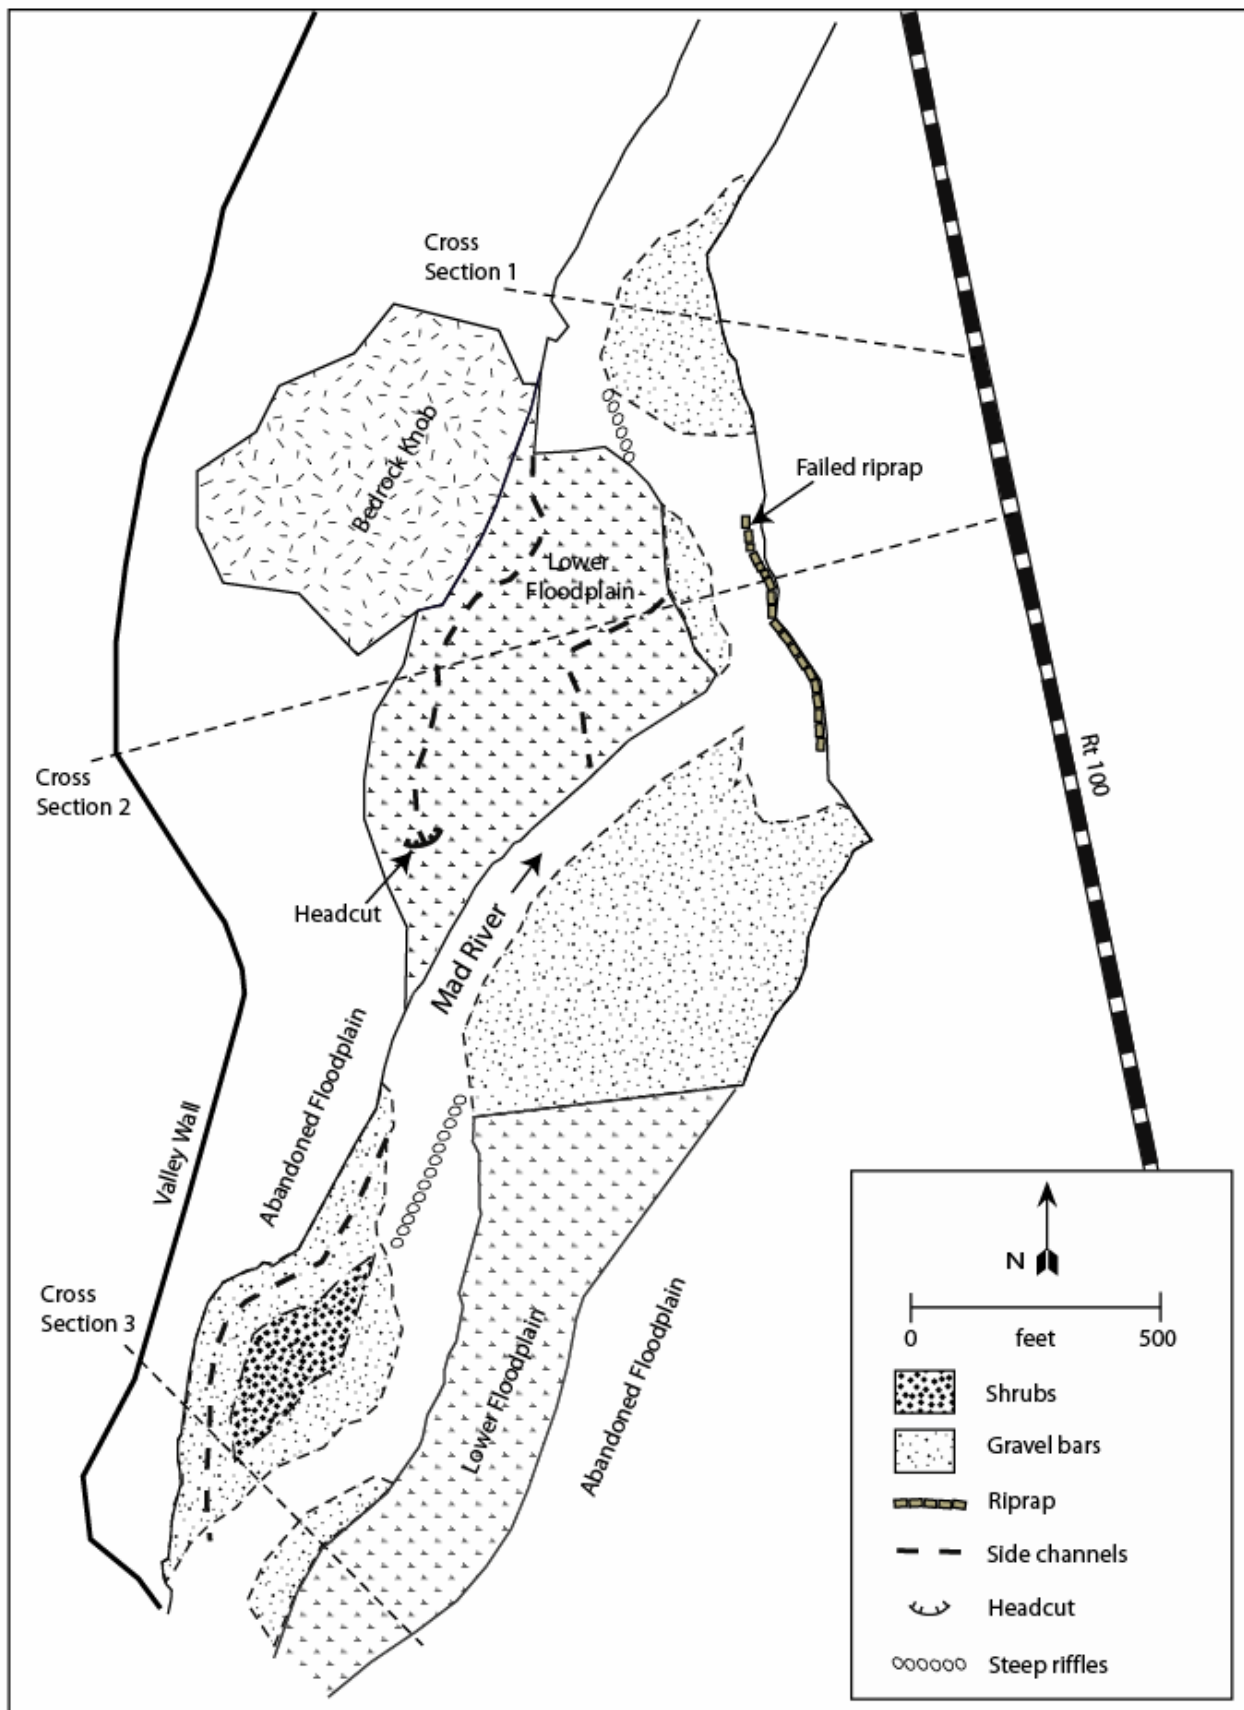 Cross
Section 1
Bedrock Knob
Failed riprap
Lower
Floodplain
Rt 100
Cross
Section 2
Headcut
Mad River
Abandoned Floodplain
Valley Wall
Cross
Section 3
Lower Floodplain
Abandoned Floodplain
N
0 feet 500
Shrubs
Gravel bars
Riprap
Side channels
Headcut
Steep riffles